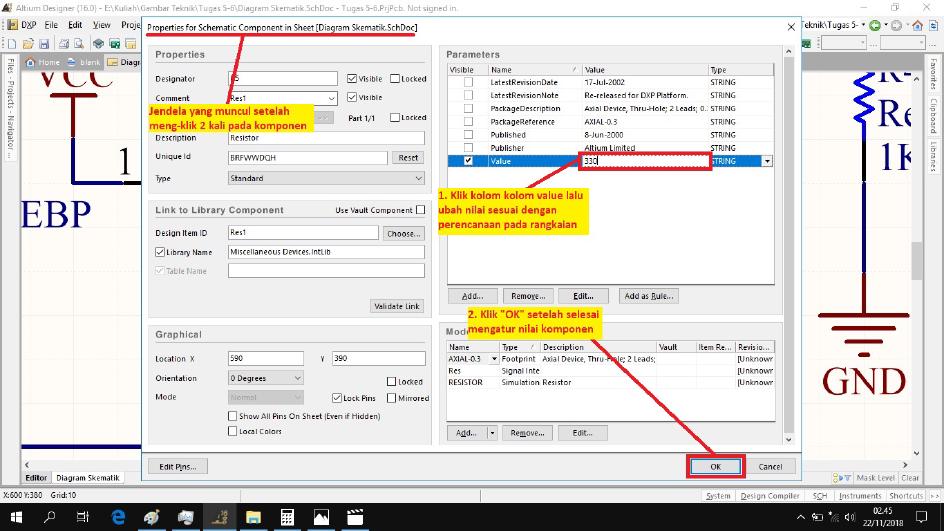 Altium Designer (16.0) - E:\Kuliah\Gambar Teknik\Tugas 5-6\Diagram Skematik.SchDoc - Tugas 5-6.PrjPcb. Not signed in.
DXP File Edit View Proje
Teknik\Tugas 5-
Home blank Diagr
Files Projects Navigator
Favorites Clipboard Libraries
VCC
1
EBP
Re
1K
GND
Properties for Schematic Component in Sheet [Diagram Skematik.SchDoc]
Properties
Designator
Visible Locked
Comment Res1 Visible
Jendela yang muncul setelah
meng-klik 2 kali pada komponen
Part 1/1 Locked
Description Resistor
Unique Id BRFWWDQH Reset
Type Standard
Link to Library Component Use Vault Component
Design Item ID Res1 Choose...
Library Name Miscellaneous Devices.IntLib
Table Name
Validate Link
Graphical
Location X 590 Y 390
Orientation 0 Degrees Locked
Mode Normal Lock Pins Mirrored
Show All Pins On Sheet (Even if Hidden)
Local Colors
Parameters
Visible Name Value Type
LatestRevisionDate 17-Jul-2002 STRING
LatestRevisionNote Re-released for DXP Platform. STRING
PackageDescription Axial Device, Thru-Hole; 2 Leads; 0. STRING
PackageReference AXIAL-0.3 STRING
Published 8-Jun-2000 STRING
Publisher Altium Limited STRING
Value 330 STRING
1. Klik kolom kolom value lalu
ubah nilai sesuai dengan
perencanaan pada rangkaian
Add... Remove... Edit... Add as Rule...
2. Klik "OK" setelah selesai
mengatur nilai komponen
Mode
Name Type Description Vault Item Re... Revision...
AXIAL-0.3 Footprint Axial Device, Thru-Hole; 2 Leads; [Unknown
Res Signal Inte [Unknown
RESISTOR Simulation Resistor [Unknown
Add... Remove... Edit...
Edit Pins... OK Cancel
Editor Diagram Skematik Mask Level Clear
X:600 Y:380 Grid:10 System Design Compiler SCH Instruments Shortcuts >>
02.45
22/11/2018